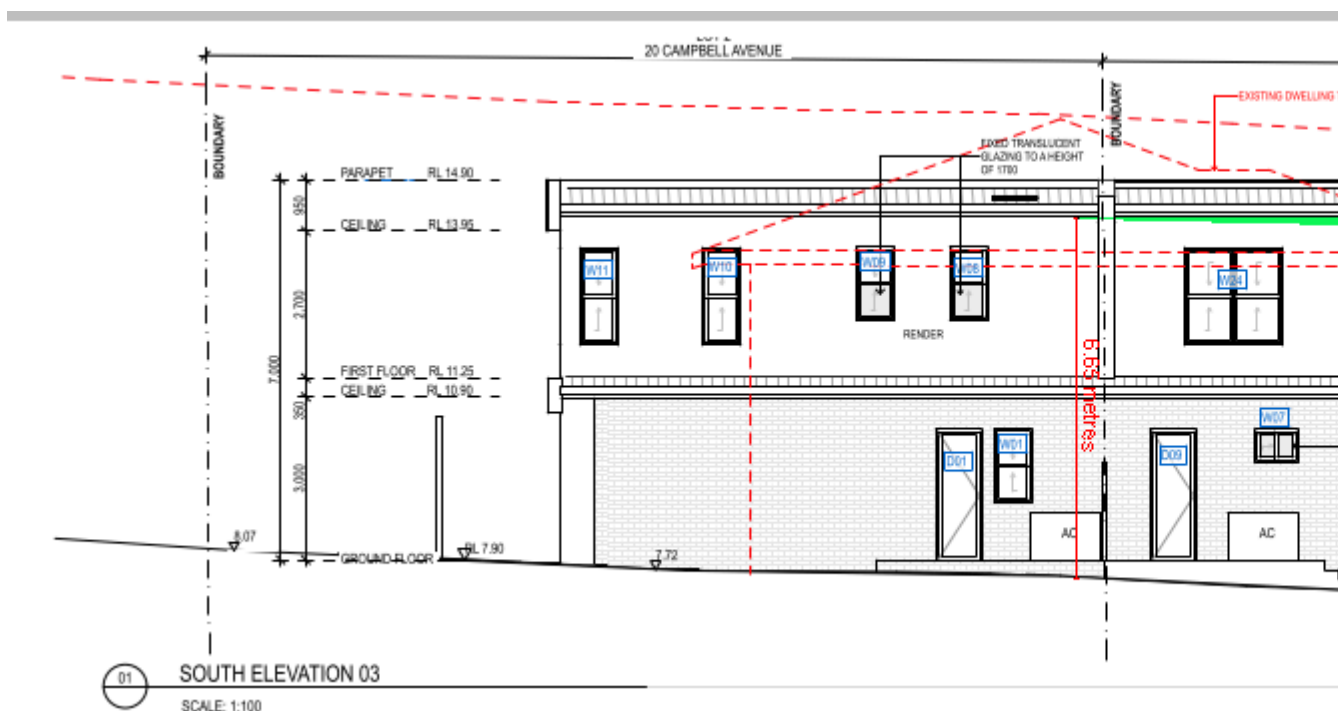 LOT 2
20 CAMPBELL AVENUE
BOUNDARY
BOUNDARY
EXISTING DWELLING
FIXED TRANSLUCENT
GLAZING TO A HEIGHT
OF 1700
PARAPET RL 14.90
950
CEILING RL 13.95
2,700
7,000
FIRST FLOOR RL 11.25
CEILING RL 10.90
350
3,000
W11
W10
W09
W08
W24
RENDER
6.65 metres
W07
W01
D01
D09
AC
AC
8.07
GROUND FLOOR RL 7.90
7.72
01
SOUTH ELEVATION 03
SCALE: 1:100